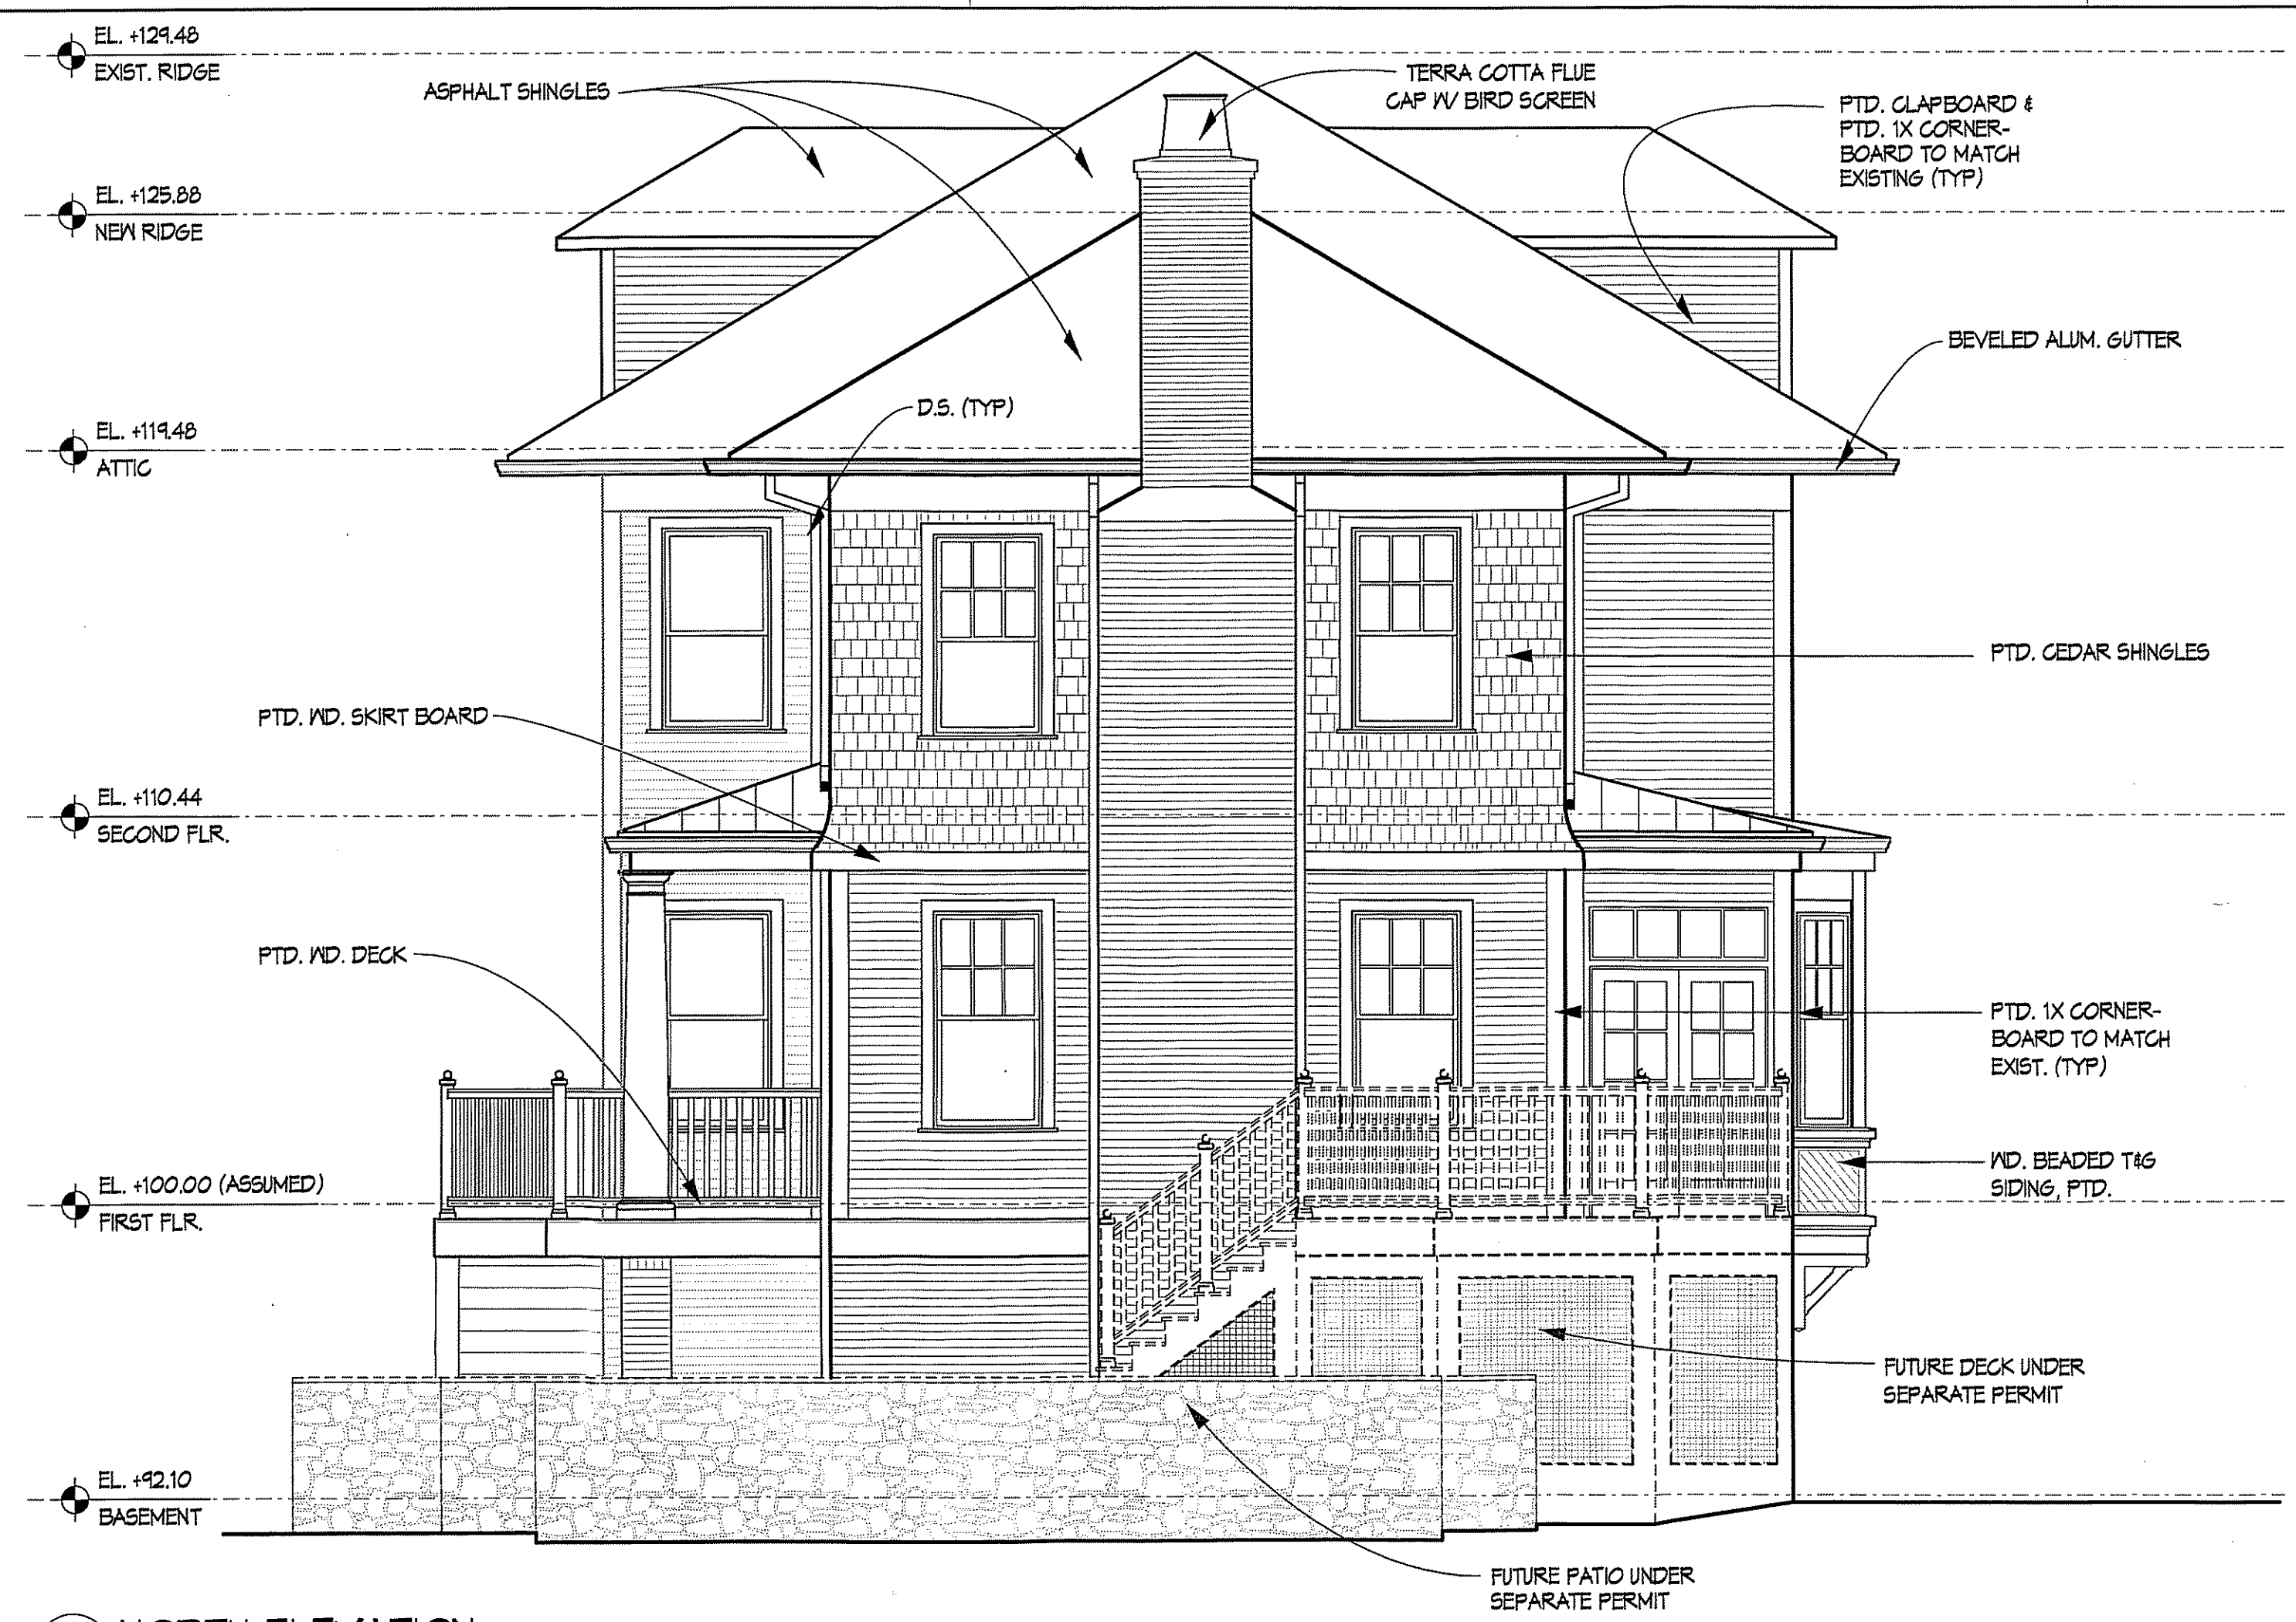 EL. +129.48
EXIST. RIDGE
ASPHALT SHINGLES
TERRA COTTA FLUE
CAP W/ BIRD SCREEN
PTD. CLAPBOARD &
PTD. 1X CORNER-
BOARD TO MATCH
EXISTING (TYP)
EL. +125.88
NEW RIDGE
BEVELED ALUM. GUTTER
D.S. (TYP)
EL. +119.48
ATTIC
PTD. CEDAR SHINGLES
PTD. WD. SKIRT BOARD
EL. +110.44
SECOND FLR.
PTD. WD. DECK
PTD. 1X CORNER-
BOARD TO MATCH
EXIST. (TYP)
WD. BEADED T&G
SIDING, PTD.
EL. +100.00 (ASSUMED)
FIRST FLR.
FUTURE DECK UNDER
SEPARATE PERMIT
EL. +92.10
BASEMENT
FUTURE PATIO UNDER
SEPARATE PERMIT
NORTH ELEVATION